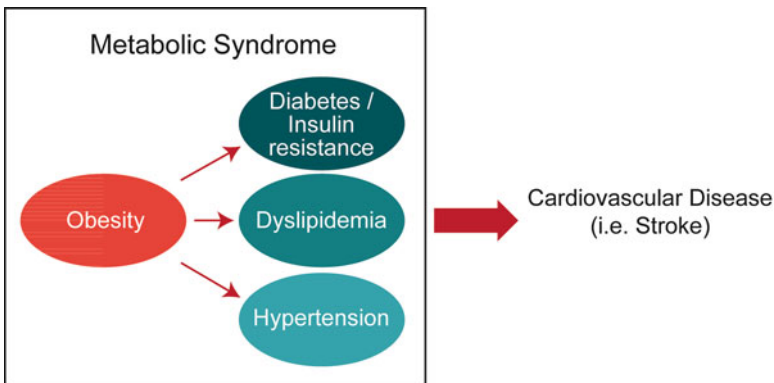 Metabolic Syndrome
Diabetes /
Insulin
resistance
Obesity
Dyslipidemia
Hypertension
Cardiovascular Disease
(i.e. Stroke)